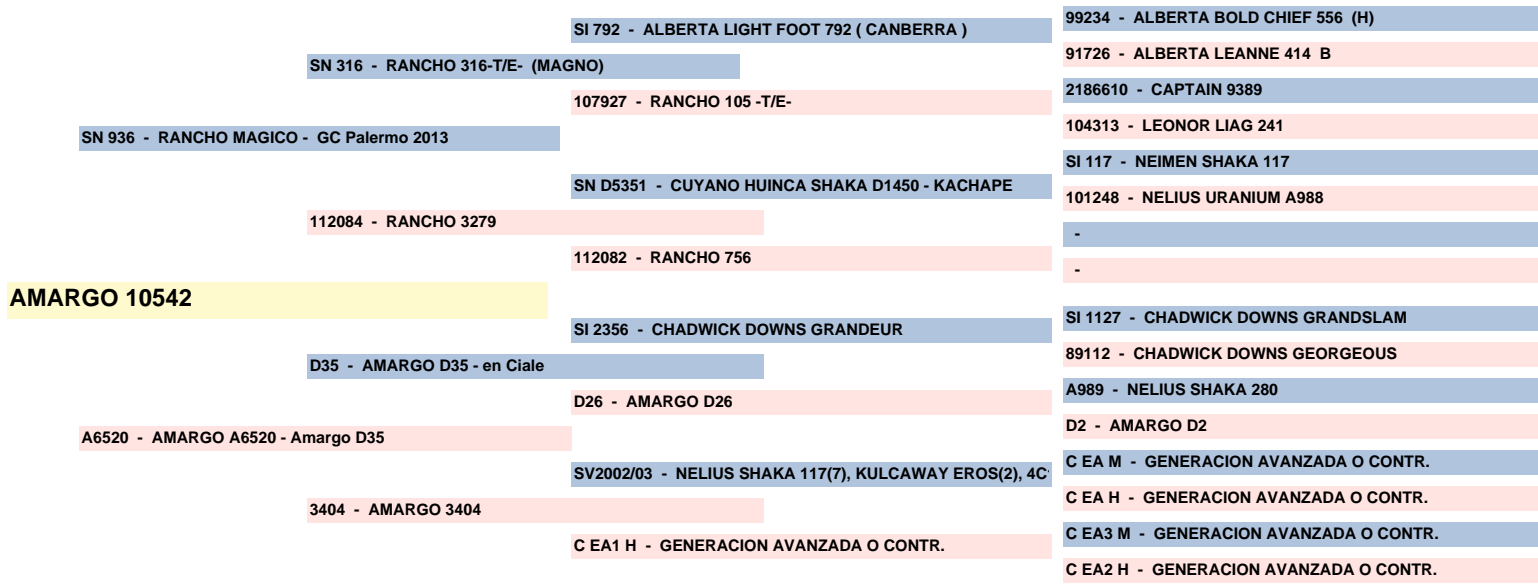 99234 - ALBERTA BOLD CHIEF 556 (H)
SI 792 - ALBERTA LIGHT FOOT 792 ( CANBERRA )
91726 - ALBERTA LEANNE 414 B
SN 316 - RANCHO 316-T/E- (MAGNO)
2186610 - CAPTAIN 9389
107927 - RANCHO 105 -T/E-
104313 - LEONOR LIAG 241
SN 936 - RANCHO MAGICO - GC Palermo 2013
SI 117 - NEIMEN SHAKA 117
SN D5351 - CUYANO HUINCA SHAKA D1450 - KACHAPE
101248 - NELIUS URANIUM A988
112084 - RANCHO 3279
-
112082 - RANCHO 756
-
AMARGO 10542
SI 1127 - CHADWICK DOWNS GRANDSLAM
SI 2356 - CHADWICK DOWNS GRANDEUR
89112 - CHADWICK DOWNS GEORGEOUS
D35 - AMARGO D35 - en Ciale
A989 - NELIUS SHAKA 280
D26 - AMARGO D26
D2 - AMARGO D2
A6520 - AMARGO A6520 - Amargo D35
C EA M - GENERACION AVANZADA O CONTR.
SV2002/03 - NELIUS SHAKA 117(7), KULCAWAY EROS(2), 4C
C EA H - GENERACION AVANZADA O CONTR.
3404 - AMARGO 3404
C EA3 M - GENERACION AVANZADA O CONTR.
C EA1 H - GENERACION AVANZADA O CONTR.
C EA2 H - GENERACION AVANZADA O CONTR.